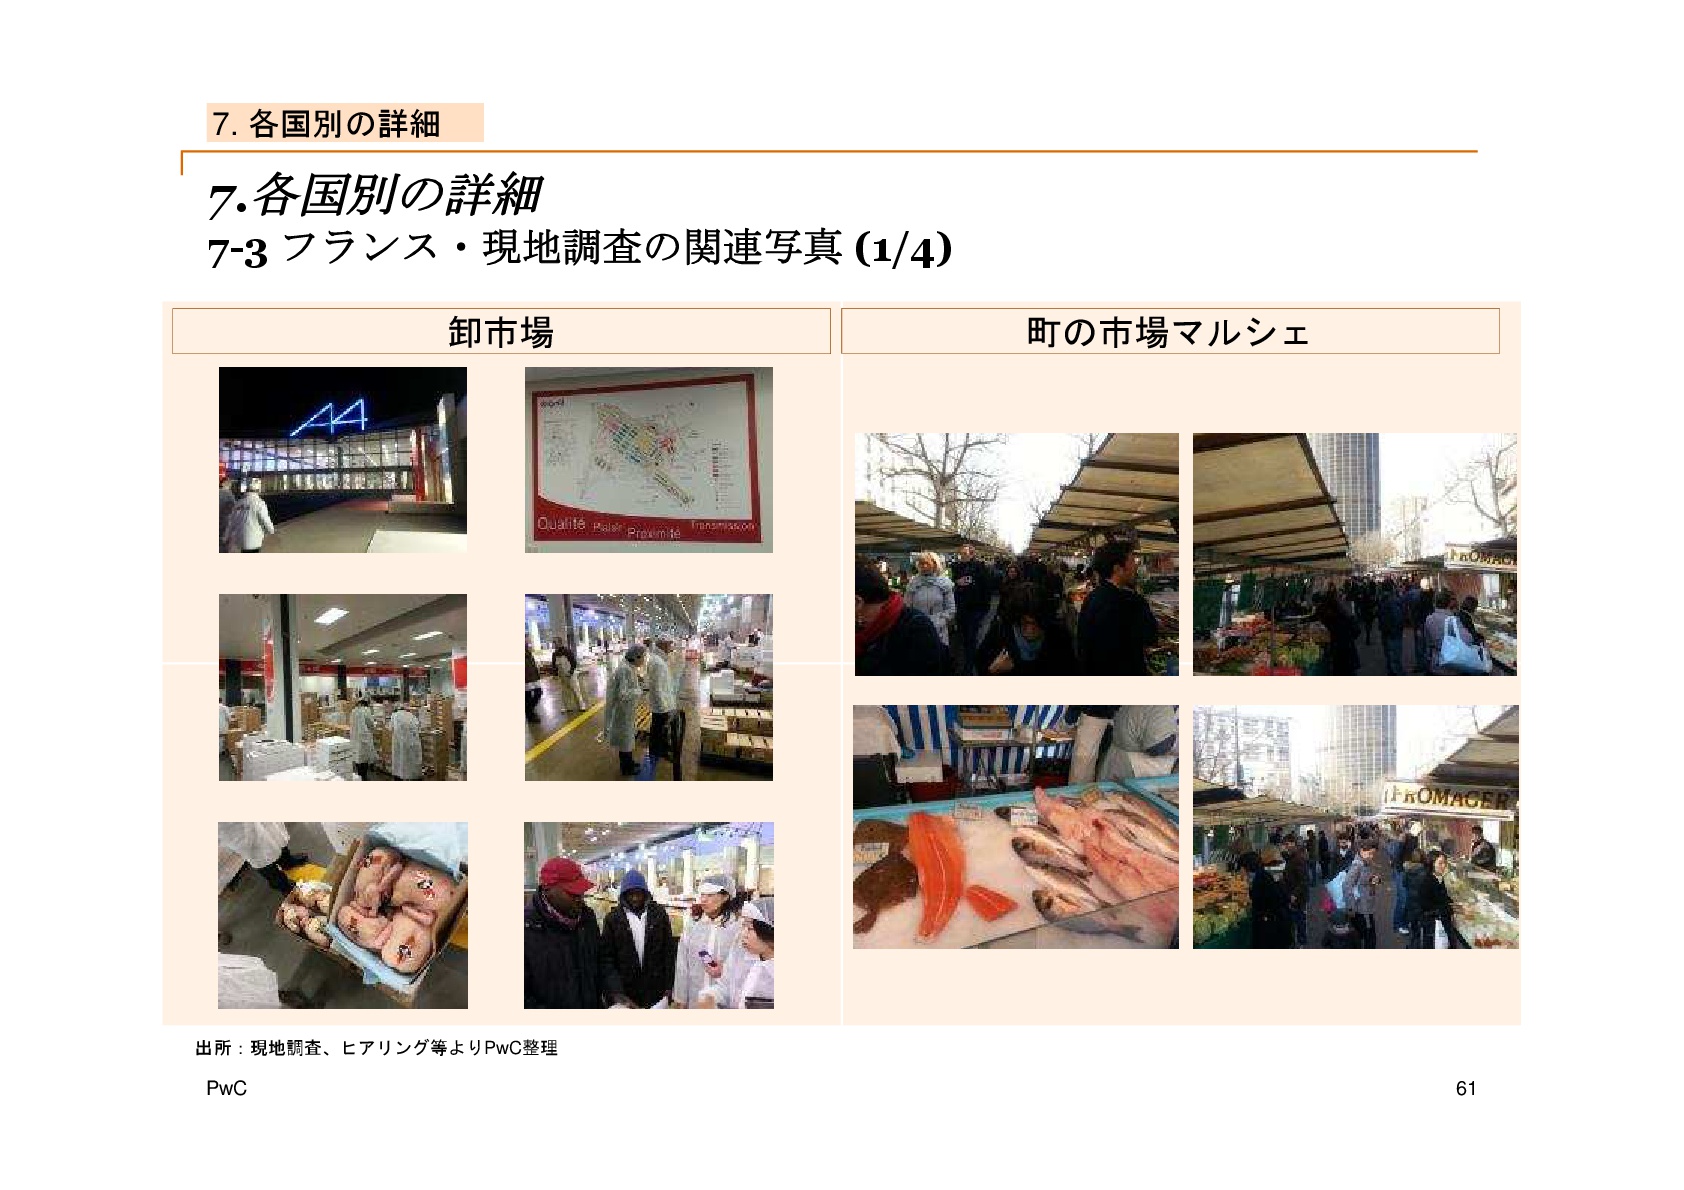 7. 各国別の詳細
7.各国別の詳細
7-3 フランス・現地調査の関連写真 (1/4)
卸市場
町の市場マルシェ
A4
Qualité Plaisir Proximité Transmission
FROMAGER
FROMAGER
出所：現地調査、ヒアリング等よりPwC整理
PwC
61